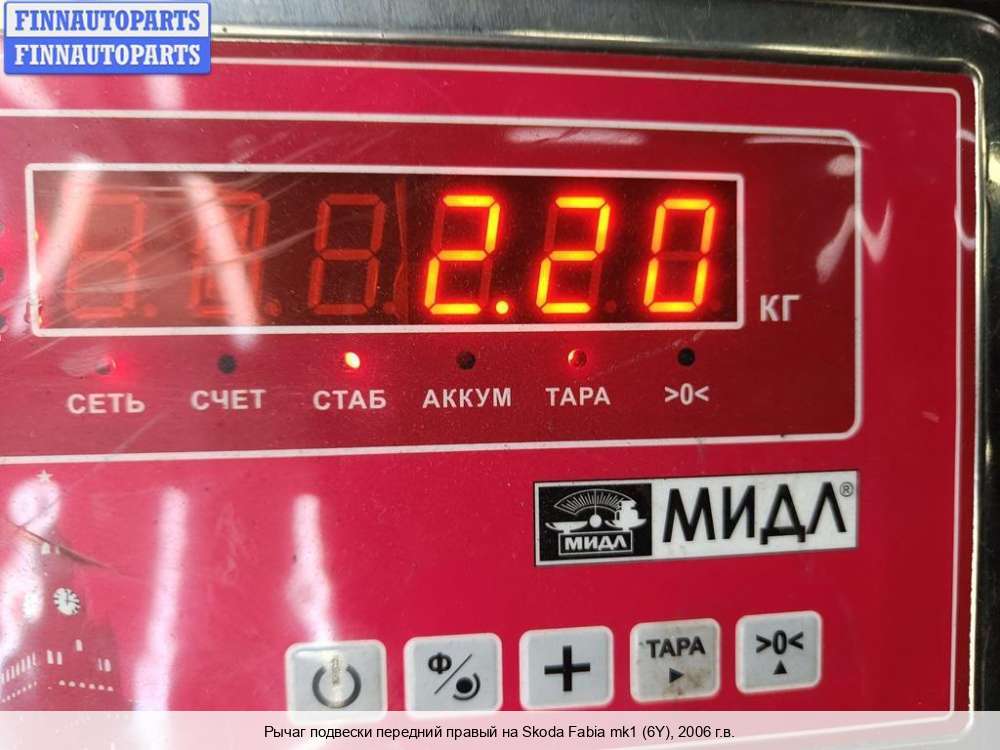 FINNAUTOPARTS
FINNAUTOPARTS
2.20
КГ
СЕТЬ СЧЕТ СТАБ АККУМ ТАРА >0<
МИДЛ МИДЛ®
Ф ТАРА >0<
Рычаг подвески передний правый на Skoda Fabia mk1 (6Y), 2006 г.в.